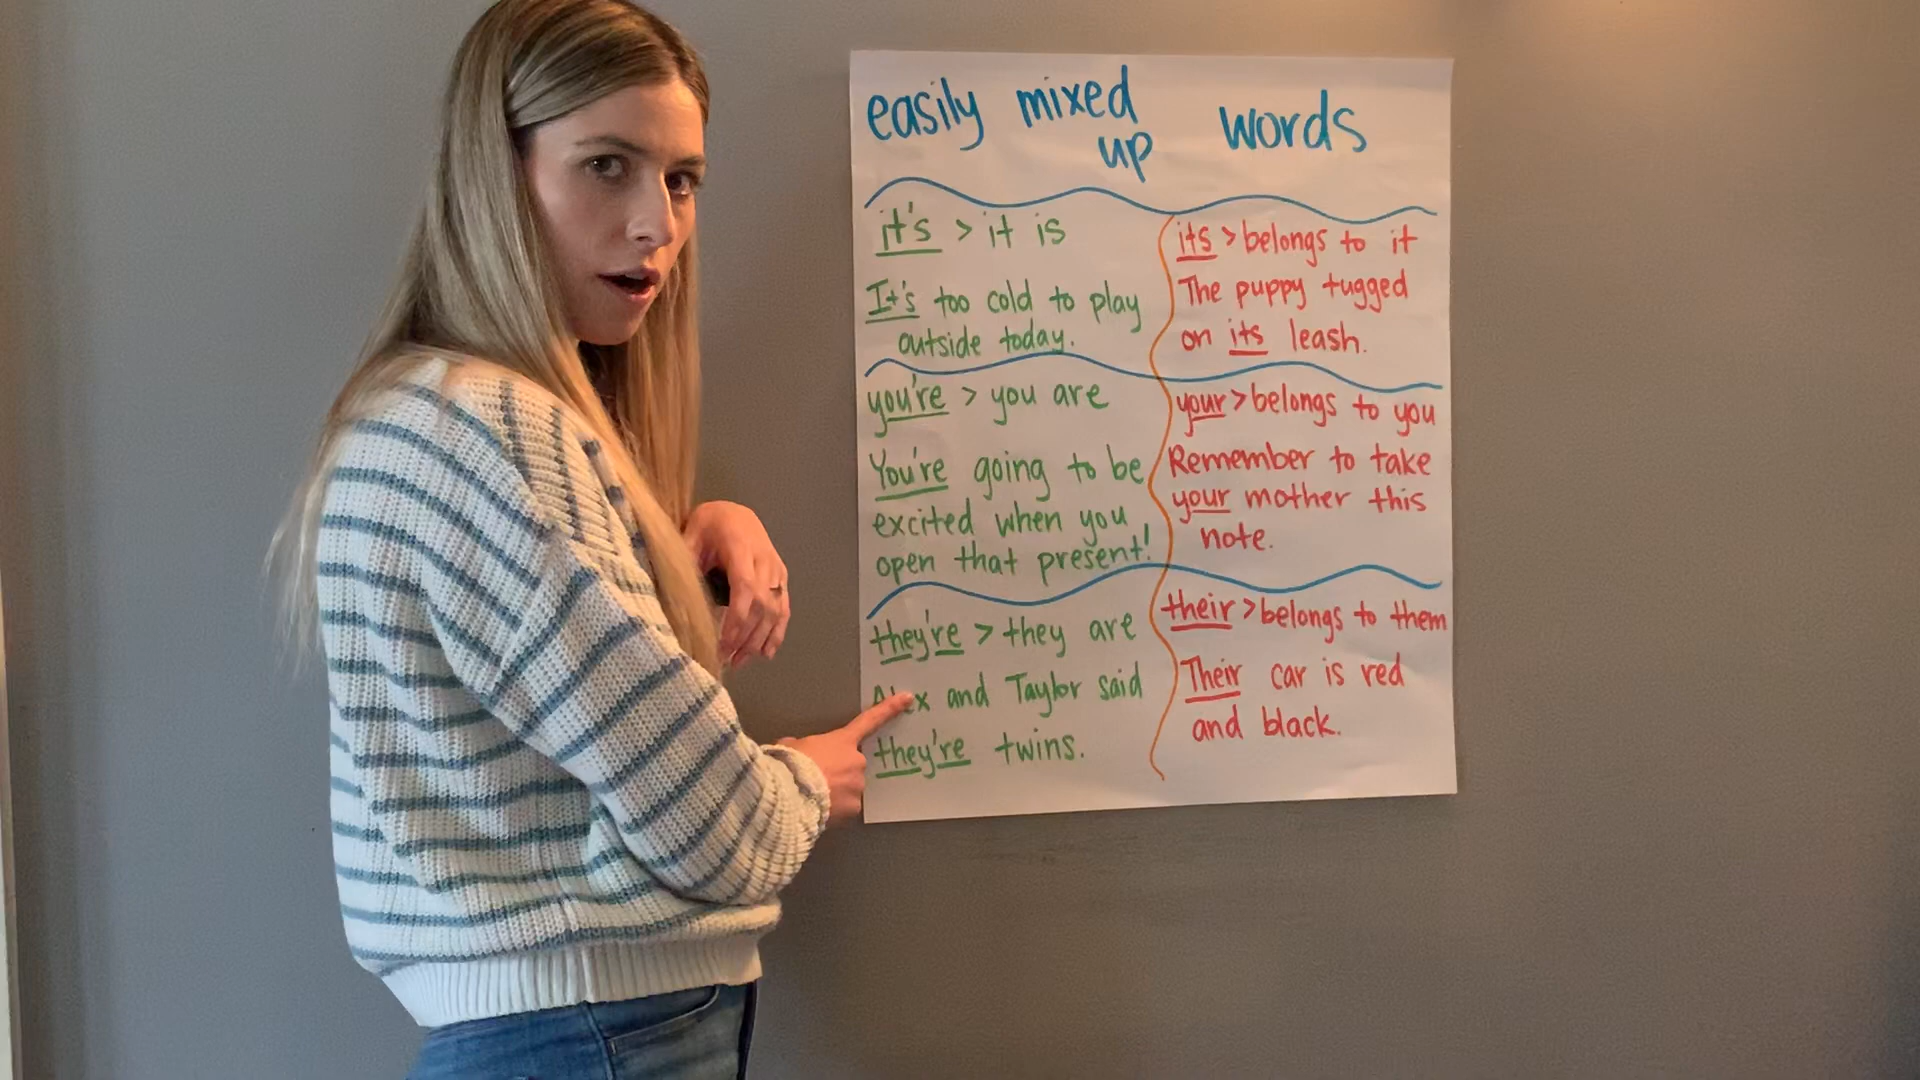 easily mixed up words
it's > it is
It's too cold to play
outside today.
its > belongs to it
The puppy tugged
on its leash.
you're > you are
You're going to be
excited when you
open that present!
your > belongs to you
Remember to take
your mother this
note.
they're > they are
and Taylor said
they're twins.
their > belongs to them
Their car is red
and black.